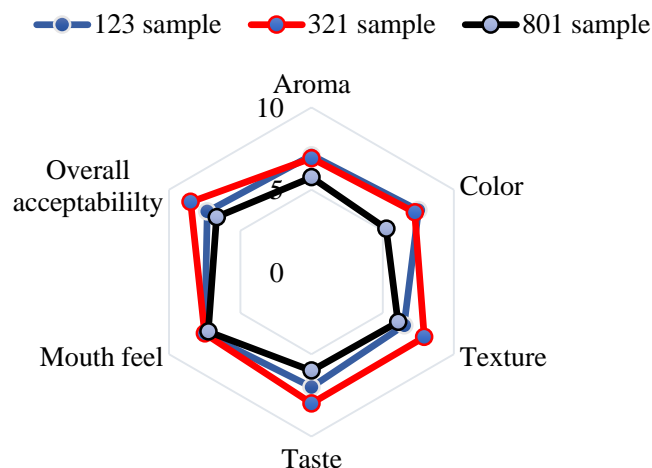 123 sample 321 sample 801 sample
Aroma
10
Color
Overall
acceptabililty
5
0
Mouth feel
Texture
Taste